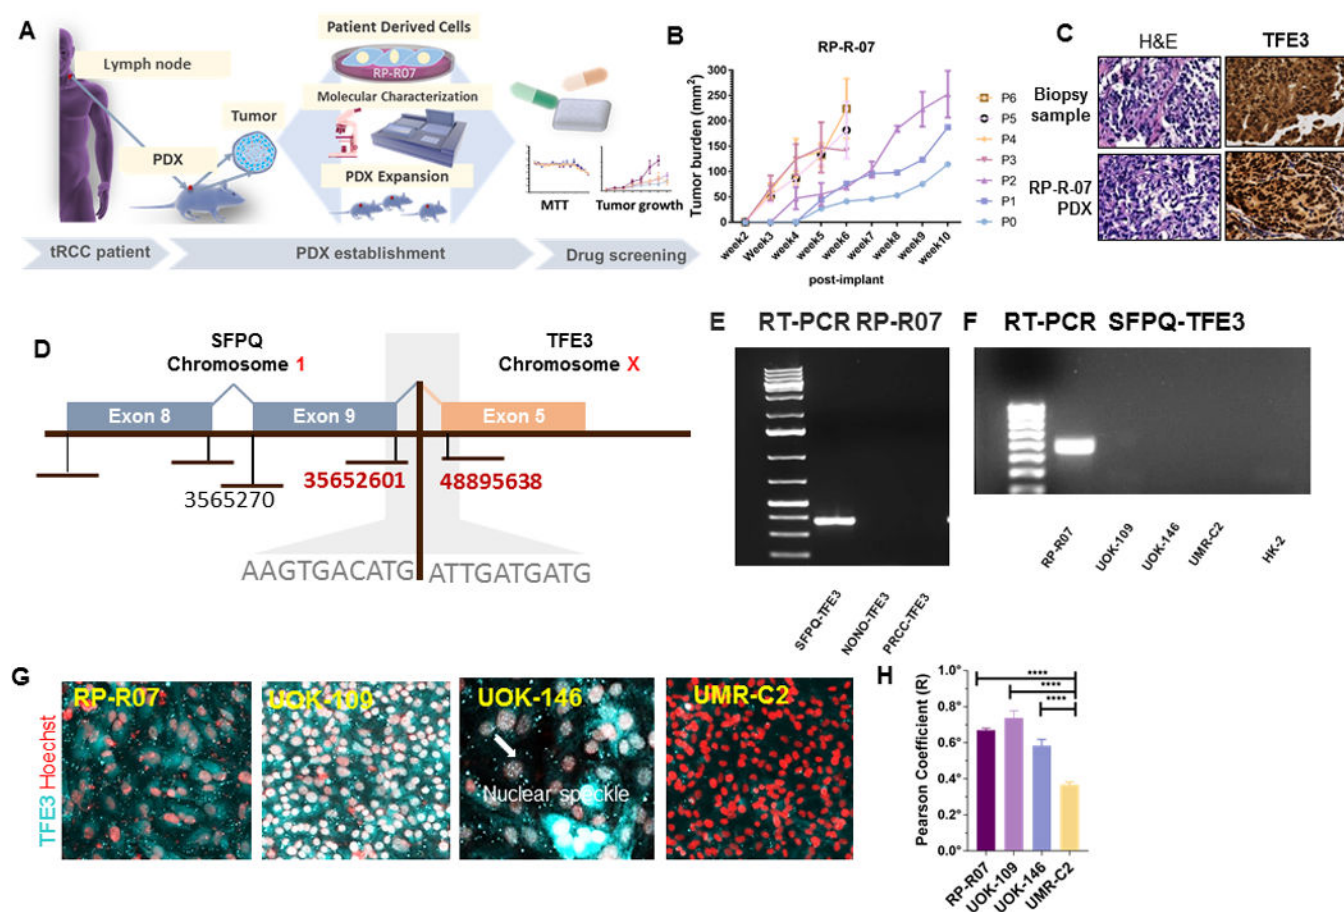 A
Lymph node
Tumor
PDX
Patient Derived Cells
RP-R07
Molecular Characterization
PDX Expansion
MTT
Tumor growth
tRCC patient
PDX establishment
Drug screening
B
RP-R-07
Tumor burden (mm²)
300
250
200
150
100
50
0
week2
Week3
week4
week5
week6
week7
week8
week9
week10
post-implant
P6
P5
P4
P3
P2
P1
P0
C
H&E
TFE3
Biopsy
sample
RP-R-07
PDX
D
SFPQ
Chromosome 1
TFE3
Chromosome X
Exon 8
Exon 9
Exon 5
3565270
35652601
48895638
AAGTGACATG
ATTGATGATG
E
RT-PCR RP-R07
SFPQ-TFE3
NONO-TFE3
PRCC-TFE3
F
RT-PCR SFPQ-TFE3
RP-R07
UOK-109
UOK-146
UMR-C2
HK-2
G
TFE3 Hoechst
RP-R07
UOK-109
UOK-146
Nuclear speckle
UMR-C2
H
Pearson Coefficient (R)
1.0°
0.8°
0.6°
0.4°
0.2°
0.0°
****
****
****
RP-R07
UOK-109
UOK-146
UMR-C2